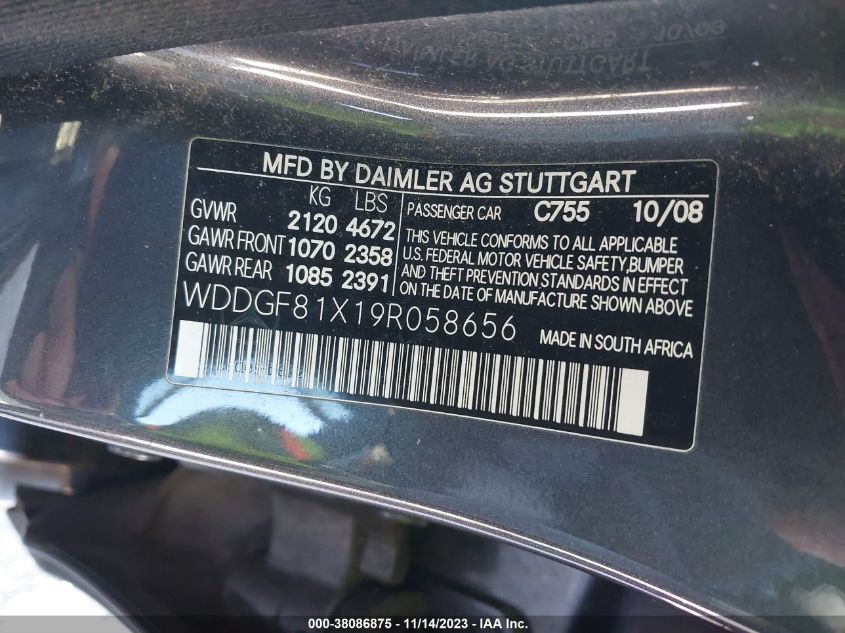 MFD BY DAIMLER AG STUTTGART
KG LBS
GVWR 2120 4672
GAWR FRONT 1070 2358
GAWR REAR 1085 2391
PASSENGER CAR C755 10/08
THIS VEHICLE CONFORMS TO ALL APPLICABLE
U.S. FEDERAL MOTOR VEHICLE SAFETY,BUMPER
AND THEFT PREVENTION STANDARDS IN EFFECT
ON THE DATE OF MANUFACTURE SHOWN ABOVE
WDDGF81X19R058656
MADE IN SOUTH AFRICA
000-38086875 - 11/14/2023 - IAA Inc.